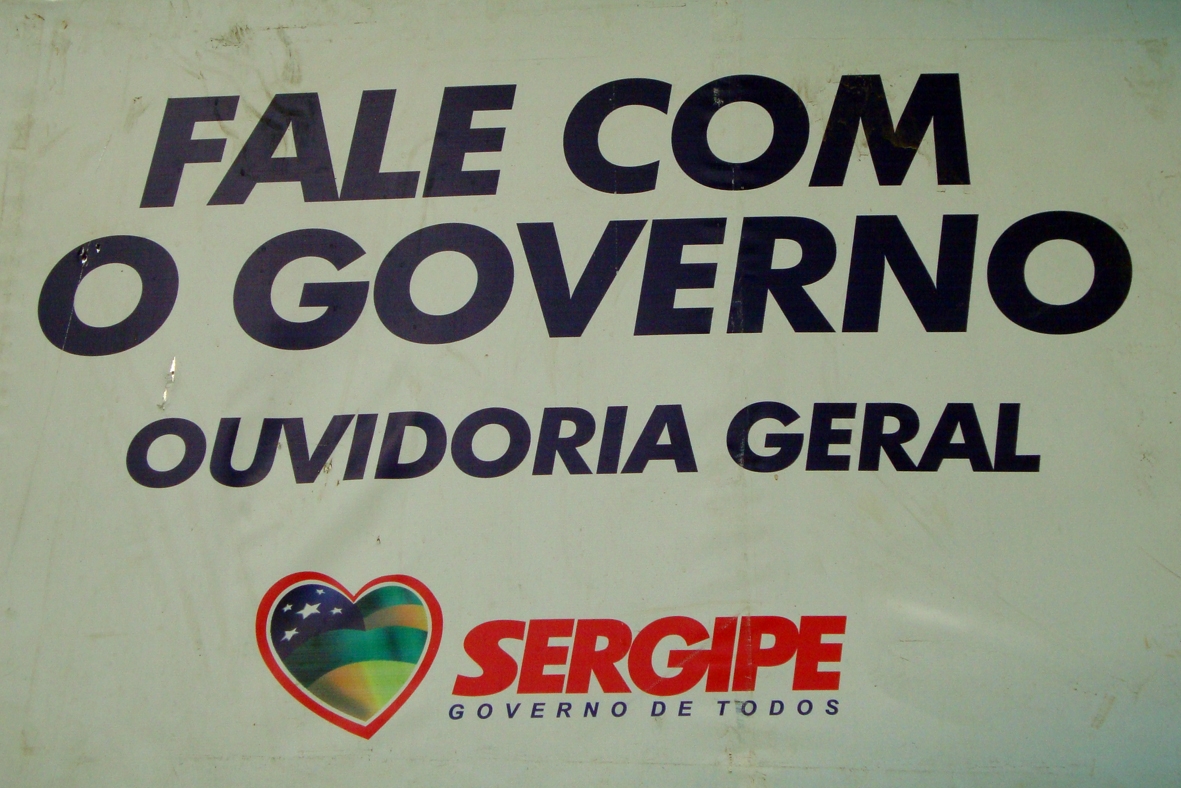 FALE COM
O GOVERNO
OUVIDORIA GERAL
SERGIPE
GOVERNO DE TODOS